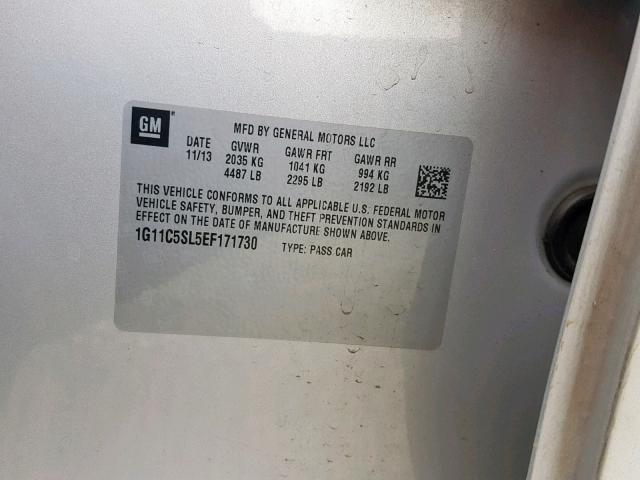 GM ®
MFD BY GENERAL MOTORS LLC
DATE GVWR GAWR FRT GAWR RR
11/13 2035 KG 1041 KG 994 KG
4487 LB 2295 LB 2192 LB
THIS VEHICLE CONFORMS TO ALL APPLICABLE U.S. FEDERAL MOTOR
VEHICLE SAFETY, BUMPER, AND THEFT PREVENTION STANDARDS IN
EFFECT ON THE DATE OF MANUFACTURE SHOWN ABOVE.
1G11C5SL5EF171730 TYPE: PASS CAR